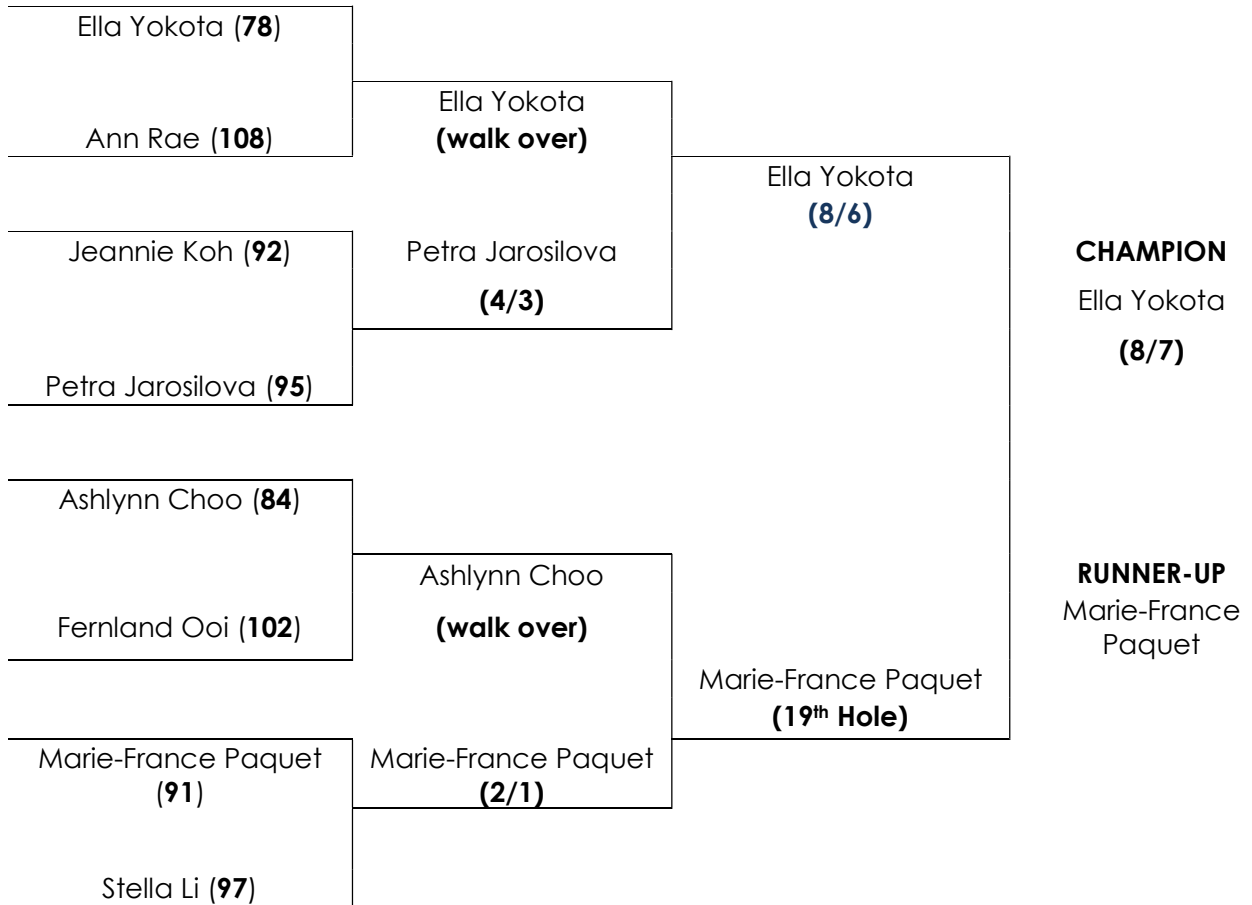 Ella Yokota (78)
Ann Rae (108)
Jeannie Koh (92)
Petra Jarosilova (95)
Ashlynn Choo (84)
Fernland Ooi (102)
Marie-France Paquet
(91)
Stella Li (97)
Ella Yokota
(walk over)
Petra Jarosilova
(4/3)
Ashlynn Choo
(walk over)
Marie-France Paquet
(2/1)
Ella Yokota
(8/6)
Marie-France Paquet
(19th Hole)
CHAMPION
Ella Yokota
(8/7)
RUNNER-UP
Marie-France
Paquet